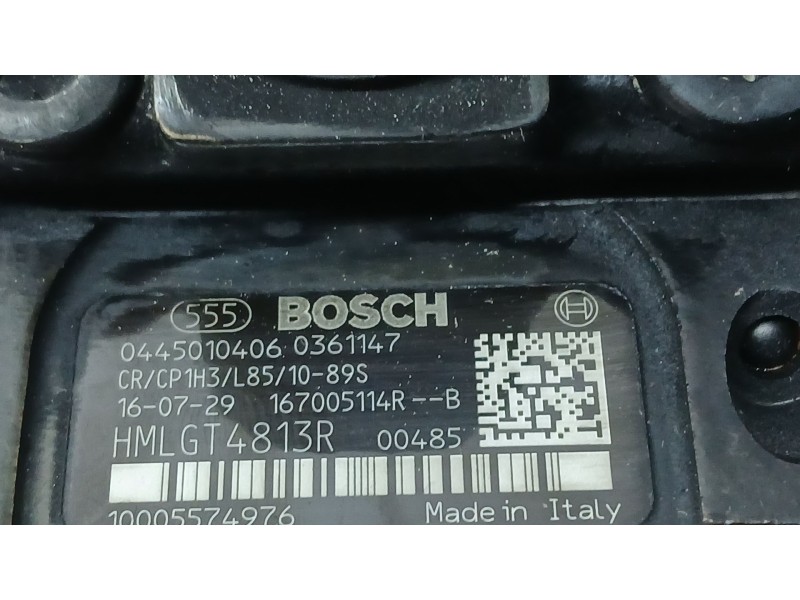 555 BOSCH
0445010406 0361147
CR/CP1H3/L85/10-89S
16-07-29 167005114R--B
HMLGT4813R 00485
10005574976 Made in Italy